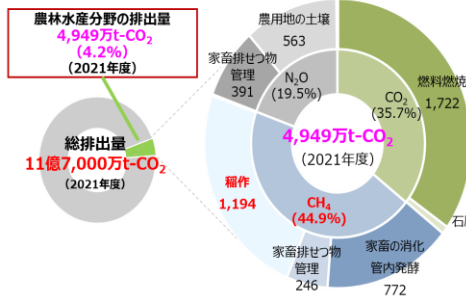 農林水産分野の排出量
4,949万t-CO₂
(4.2%)
(2021年度)
総排出量
11億7,000万t-CO₂
(2021年度)
農用地の土壌
563
家畜排せつ物
管理
391
N₂O
(19.5%)
CO₂
(35.7%)
燃料燃焼
1,722
4,949万t-CO₂
(2021年度)
稲作
1,194
CH₄
(44.9%)
石
家畜排せつ物
管理
246
家畜の消化
管内発酵
772